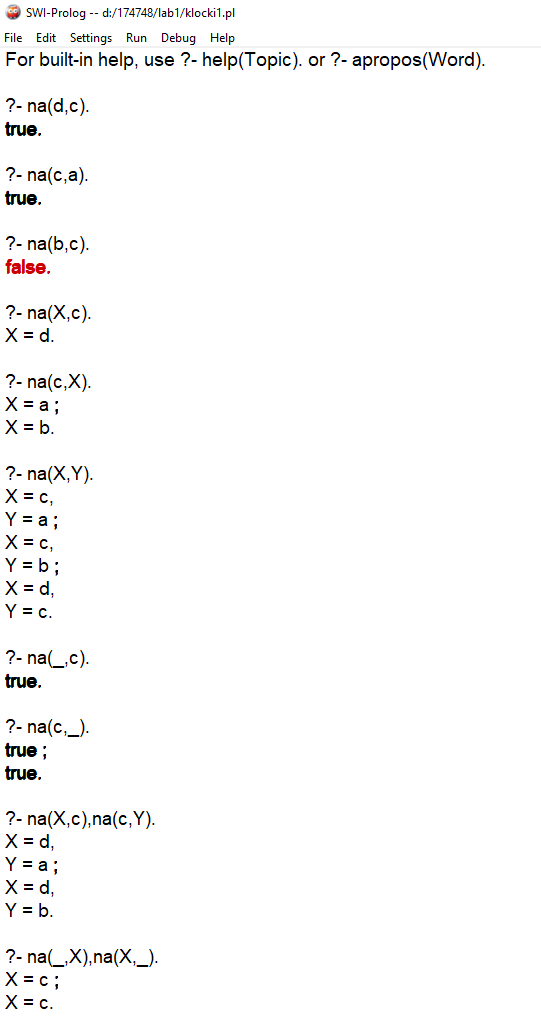 SWI-Prolog -- d:/174748/lab1/klocki1.pl
File Edit Settings Run Debug Help
For built-in help, use ?- help(Topic). or ?- apropos(Word).
?- na(d,c).
true.
?- na(c,a).
true.
?- na(b,c).
false.
?- na(X,c).
X = d.
?- na(c,X).
X = a ;
X = b.
?- na(X,Y).
X = c,
Y = a ;
X = c,
Y = b ;
X = d,
Y = c.
?- na(_,c).
true.
?- na(c,_).
true ;
true.
?- na(X,c),na(c,Y).
X = d,
Y = a ;
X = d,
Y = b.
?- na(_,X),na(X,_).
X = c ;
X = c.